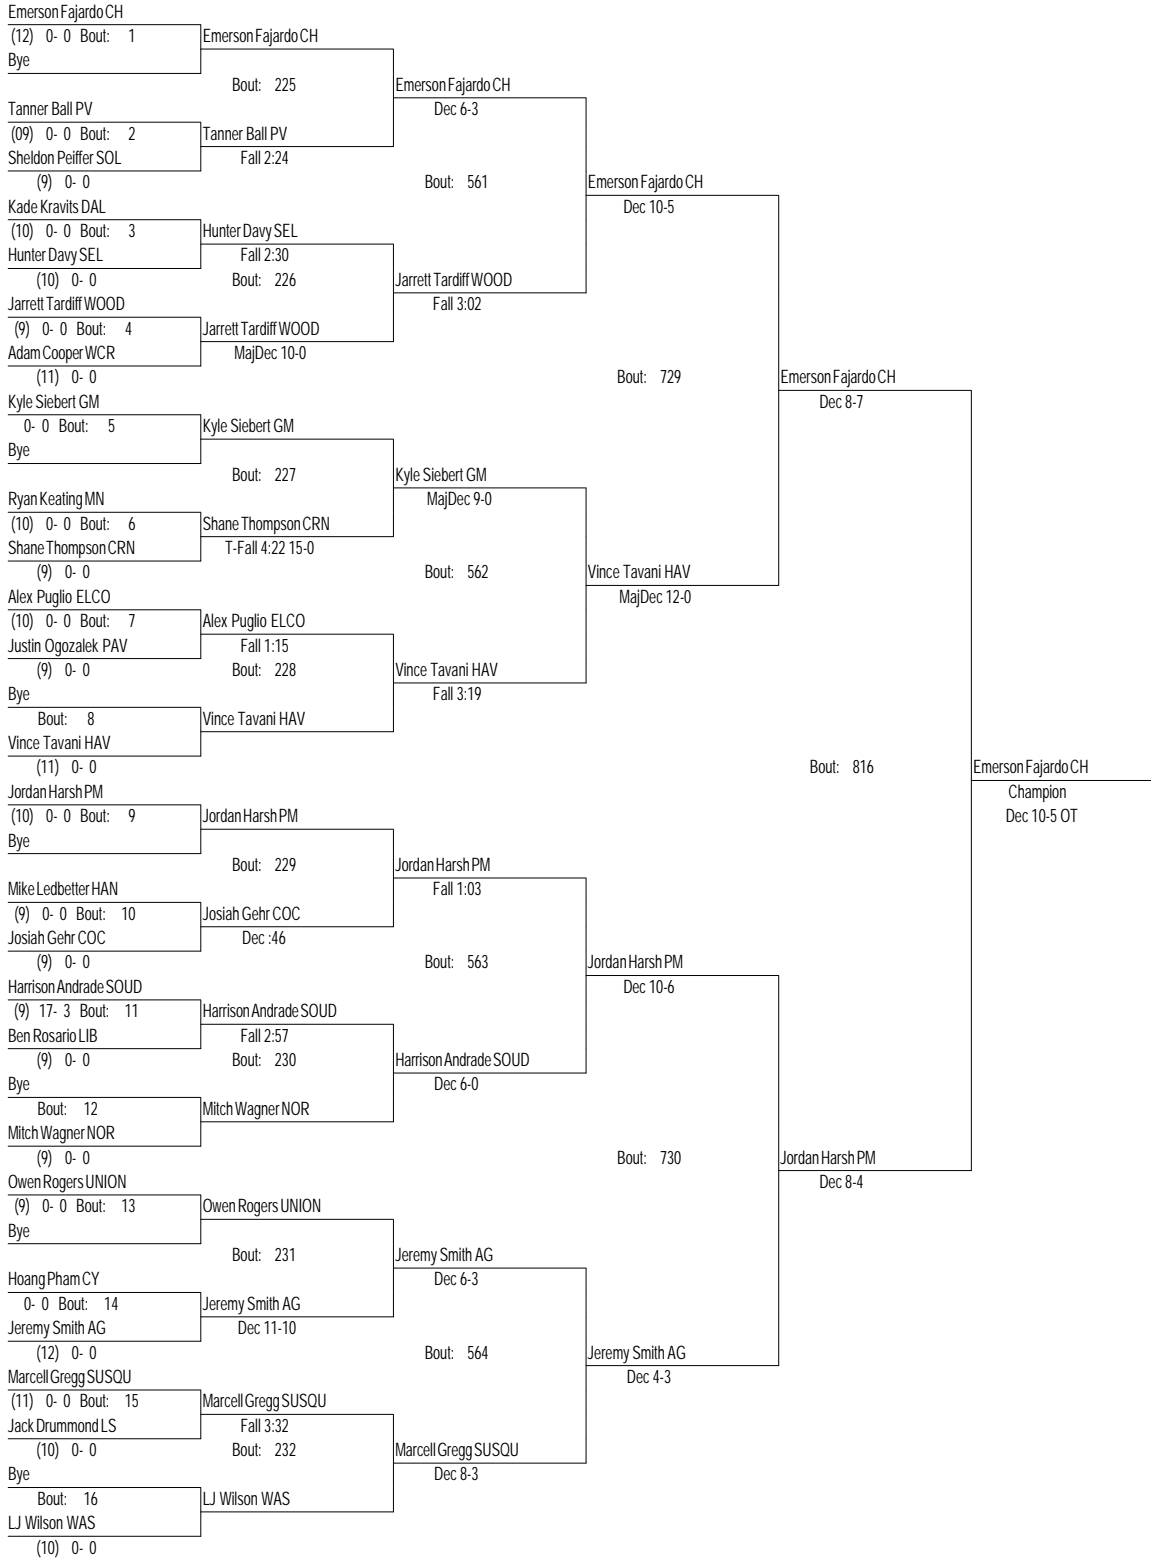 Emerson Fajardo CH
(12) 0- 0 Bout: 1
Emerson Fajardo CH
Bye
Bout: 225
Emerson Fajardo CH
Tanner Ball PV
Dec 6-3
(09) 0- 0 Bout: 2
Tanner Ball PV
Sheldon Peiffer SOL
Fall 2:24
(9) 0- 0
Bout: 561
Emerson Fajardo CH
Kade Kravits DAL
Dec 10-5
(10) 0- 0 Bout: 3
Hunter Davy SEL
Hunter Davy SEL
Fall 2:30
(10) 0- 0
Bout: 226
Jarrett Tardiff WOOD
Jarrett Tardiff WOOD
Fall 3:02
(9) 0- 0 Bout: 4
Jarrett Tardiff WOOD
Adam Cooper WCR
MajDec 10-0
(11) 0- 0
Bout: 729
Emerson Fajardo CH
Kyle Siebert GM
Dec 8-7
0- 0 Bout: 5
Kyle Siebert GM
Bye
Bout: 227
Kyle Siebert GM
Ryan Keating MN
MajDec 9-0
(10) 0- 0 Bout: 6
Shane Thompson CRN
Shane Thompson CRN
T-Fall 4:22 15-0
(9) 0- 0
Bout: 562
Vince Tavani HAV
Alex Puglio ELCO
MajDec 12-0
(10) 0- 0 Bout: 7
Alex Puglio ELCO
Justin Ogozalek PAV
Fall 1:15
(9) 0- 0
Bout: 228
Vince Tavani HAV
Bye
Fall 3:19
Bout: 8
Vince Tavani HAV
Vince Tavani HAV
(11) 0- 0
Bout: 816
Emerson Fajardo CH
Jordan Harsh PM
Champion
(10) 0- 0 Bout: 9
Jordan Harsh PM
Dec 10-5 OT
Bye
Bout: 229
Jordan Harsh PM
Mike Ledbetter HAN
Fall 1:03
(9) 0- 0 Bout: 10
Josiah Gehr COC
Josiah Gehr COC
Dec :46
(9) 0- 0
Bout: 563
Jordan Harsh PM
Harrison Andrade SOUD
Dec 10-6
(9) 17- 3 Bout: 11
Harrison Andrade SOUD
Ben Rosario LIB
Fall 2:57
(9) 0- 0
Bout: 230
Harrison Andrade SOUD
Bye
Dec 6-0
Bout: 12
Mitch Wagner NOR
Mitch Wagner NOR
(9) 0- 0
Bout: 730
Jordan Harsh PM
Owen Rogers UNION
Dec 8-4
(9) 0- 0 Bout: 13
Owen Rogers UNION
Bye
Bout: 231
Jeremy Smith AG
Hoang Pham CY
Dec 6-3
0- 0 Bout: 14
Jeremy Smith AG
Jeremy Smith AG
Dec 11-10
(12) 0- 0
Bout: 564
Jeremy Smith AG
Marcell Gregg SUSQU
Dec 4-3
(11) 0- 0 Bout: 15
Marcell Gregg SUSQU
Jack Drummond LS
Fall 3:32
(10) 0- 0
Bout: 232
Marcell Gregg SUSQU
Bye
Dec 8-3
Bout: 16
LJ Wilson WAS
LJ Wilson WAS
(10) 0- 0